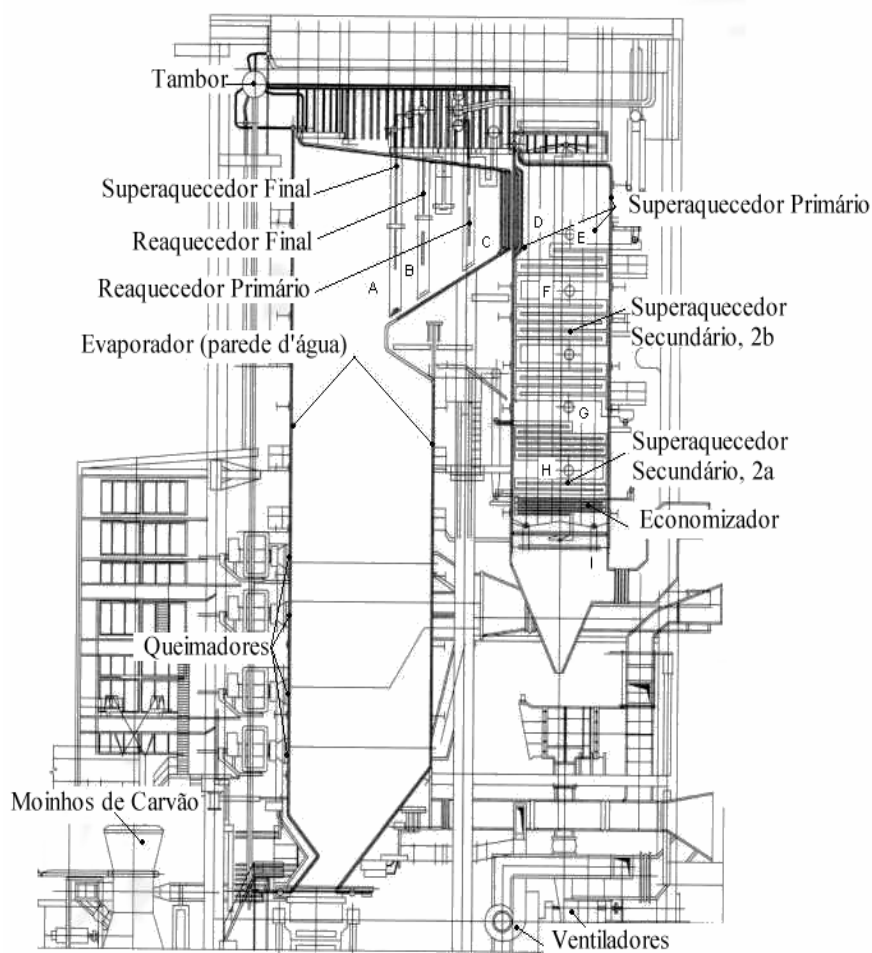 Tambor
Superaquecedor Final
Reaquecedor Final
Reaquecedor Primário
Evaporador (parede d'água)
A
B
C
D
E
Superaquecedor Primário
F
Superaquecedor
Secundário, 2b
G
Superaquecedor
Secundário, 2a
H
Economizador
I
Queimadores
Moinhos de Carvão
Ventiladores